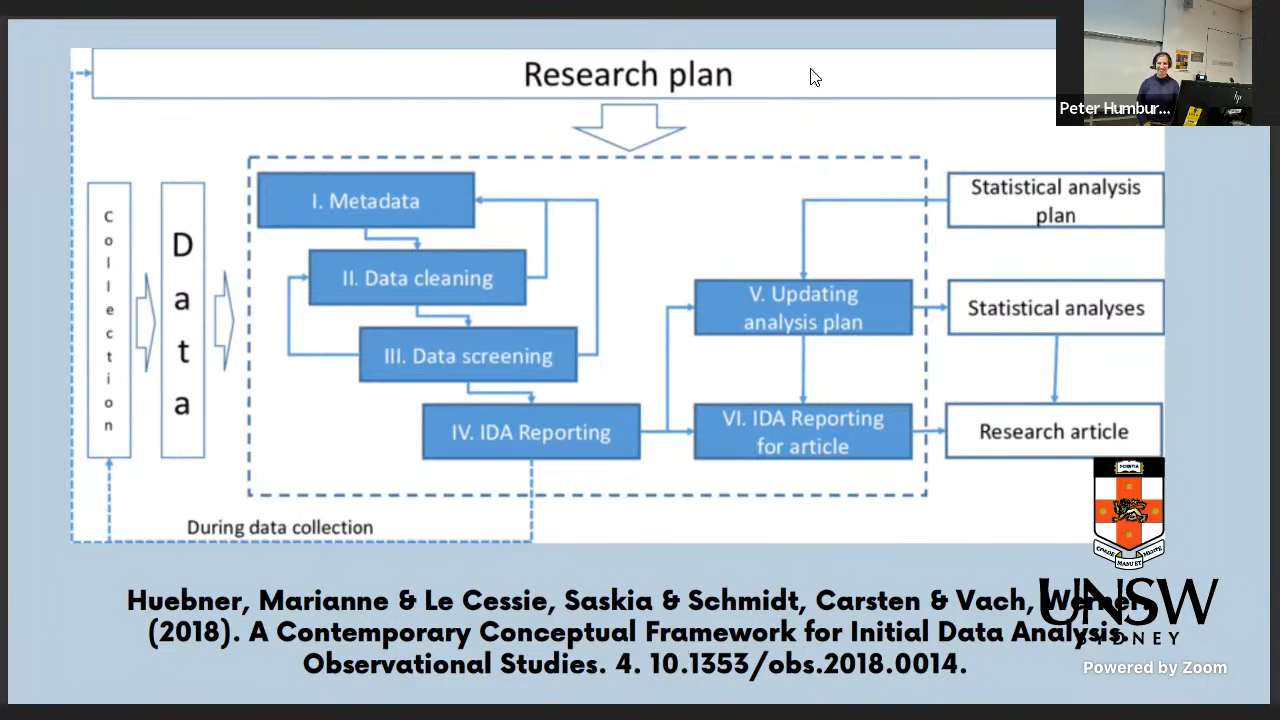 Research plan
Peter Humbur...
Collection
Data
I. Metadata
II. Data cleaning
III. Data screening
IV. IDA Reporting
V. Updating
analysis plan
VI. IDA Reporting
for article
Statistical analysis
plan
Statistical analyses
Research article
During data collection
Huebner, Marianne & Le Cessie, Saskia & Schmidt, Carsten & Vach, Werner.
(2018). A Contemporary Conceptual Framework for Initial Data Analysis.
Observational Studies. 4. 10.1353/obs.2018.0014.
UNSW
SYDNEY
Powered by Zoom